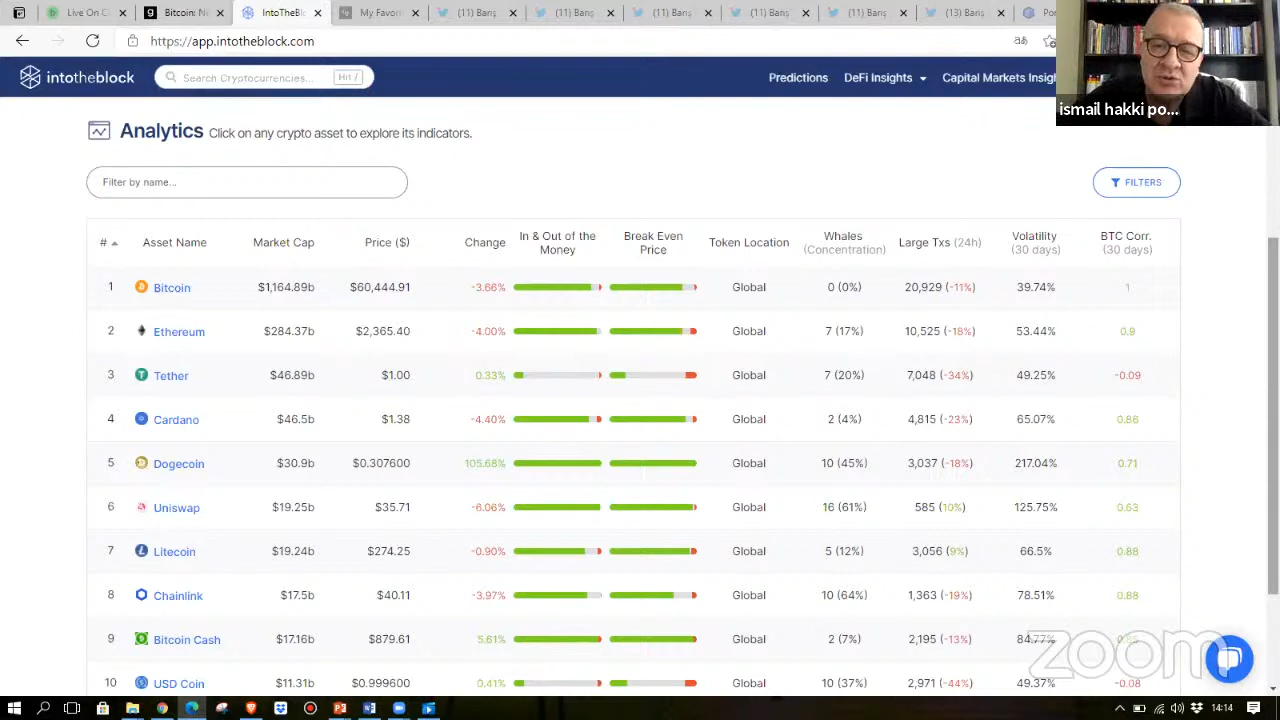 Live On C
Bitcoin: N
IntoTheBl
My Favori
(11) Barış
(11) Barış
(11) Barış
(11) Barış
(11) Barış
https://app.intotheblock.com
intotheblock
Search Cryptocurrencies...
Hit /
Predictions
DeFi Insights
Capital Markets Insigh
ismail hakki po...
Analytics Click on any crypto asset to explore its indicators.
Filter by name...
FILTERS
# Asset Name Market Cap Price ($) Change In & Out of the Money Break Even Price Token Location Whales (Concentration) Large Txs (24h) Volatility (30 days) BTC Corr. (30 days)
1 Bitcoin $1,164.89b $60,444.91 -3.66% Global 0 (0%) 20,929 (-11%) 39.74% 1
2 Ethereum $284.37b $2,365.40 -4.00% Global 7 (17%) 10,525 (-18%) 53.44% 0.9
3 Tether $46.89b $1.00 0.33% Global 7 (20%) 7,048 (-34%) 49.25% -0.09
4 Cardano $46.5b $1.38 -4.40% Global 2 (4%) 4,815 (-23%) 65.07% 0.86
5 Dogecoin $30.9b $0.307600 105.68% Global 10 (45%) 3,037 (-18%) 217.04% 0.71
6 Uniswap $19.25b $35.71 -6.06% Global 16 (61%) 585 (10%) 125.75% 0.63
7 Litecoin $19.24b $274.25 -0.90% Global 5 (12%) 3,056 (9%) 66.5% 0.88
8 Chainlink $17.5b $40.11 -3.97% Global 10 (64%) 1,363 (-19%) 78.51% 0.88
9 Bitcoin Cash $17.16b $879.61 5.61% Global 2 (7%) 2,195 (-13%) 84.77%
10 USD Coin $11.31b $0.999600 0.41% Global 10 (37%) 2,971 (-44%) 49.37% -0.08
zoom
14:14